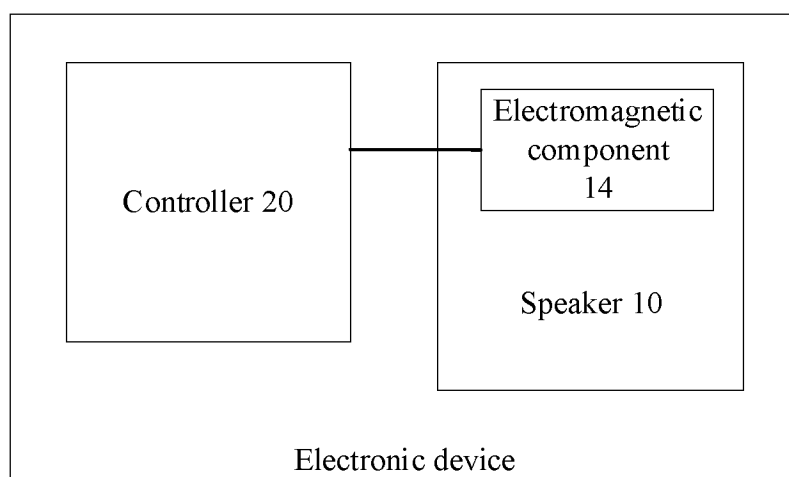 Controller 20
Electromagnetic
component
14
Speaker 10
Electronic device